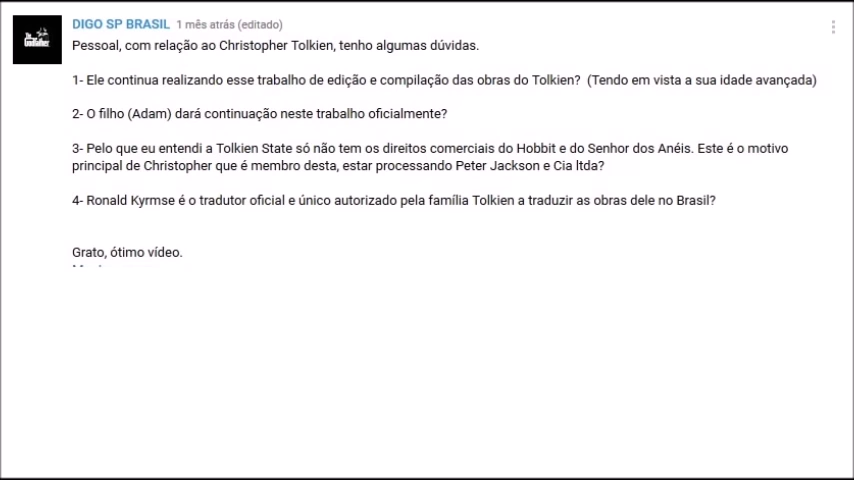 The
Godfather
DIGO SP BRASIL 1 mês atrás (editado)
Pessoal, com relação ao Christopher Tolkien, tenho algumas dúvidas.
1- Ele continua realizando esse trabalho de edição e compilação das obras do Tolkien? (Tendo em vista a sua idade avançada)
2- O filho (Adam) dará continuação neste trabalho oficialmente?
3- Pelo que eu entendi a Tolkien State só não tem os direitos comerciais do Hobbit e do Senhor dos Anéis. Este é o motivo
principal de Christopher que é membro desta, estar processando Peter Jackson e Cia ltda?
4- Ronald Kyrmse é o tradutor oficial e único autorizado pela família Tolkien a traduzir as obras dele no Brasil?
Grato, ótimo vídeo.